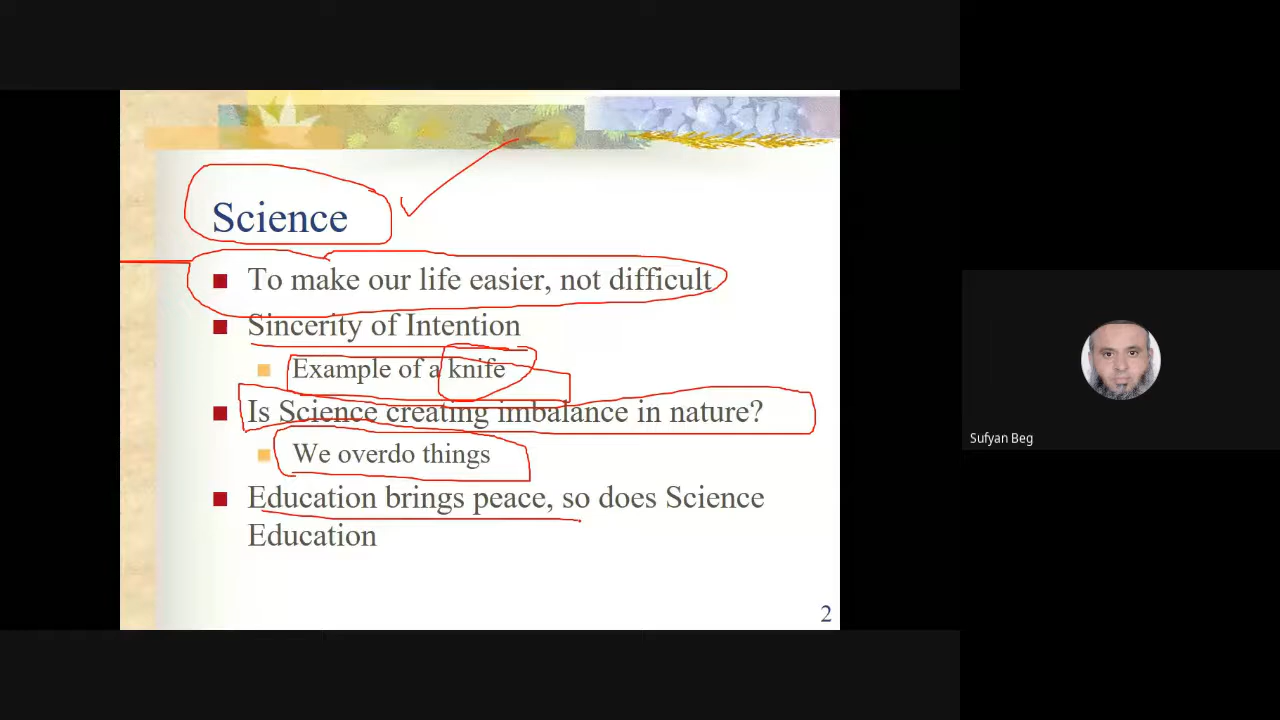 Science
To make our life easier, not difficult
Sincerity of Intention
Example of a knife
Is Science creating imbalance in nature?
We overdo things
Education brings peace, so does Science
Education
2
Sufyan Beg